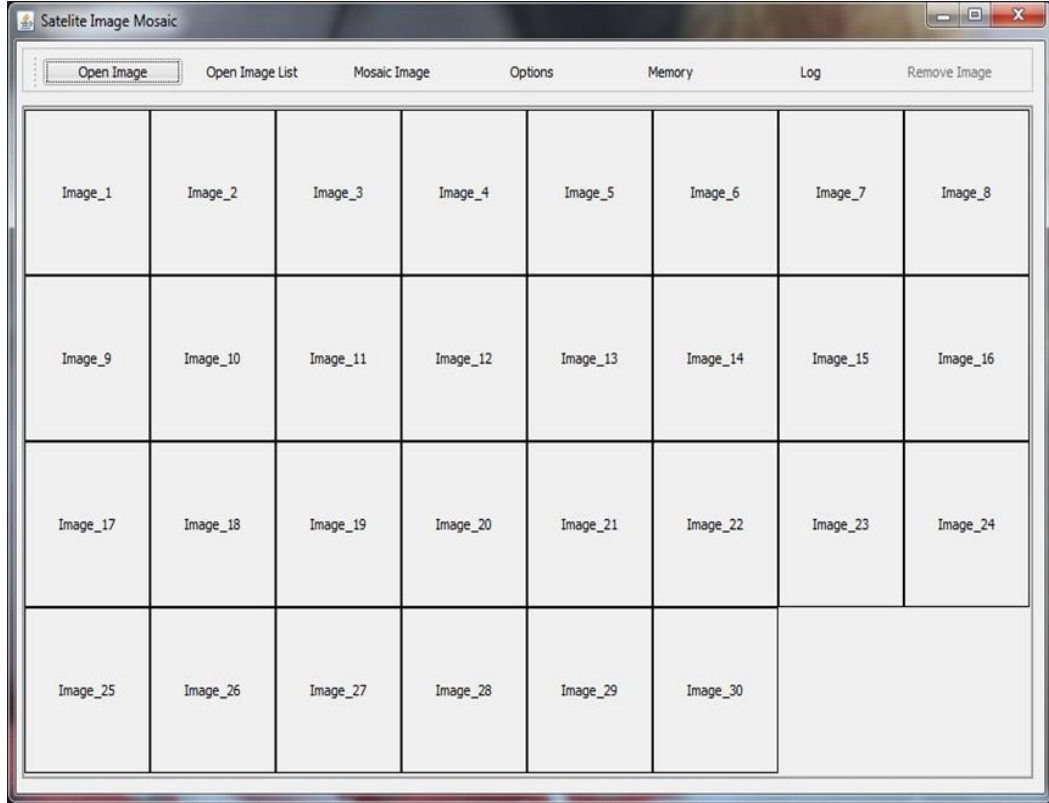 Satelite Image Mosaic
Open Image Open Image List Mosaic Image Options Memory Log Remove Image
Image_1 Image_2 Image_3 Image_4 Image_5 Image_6 Image_7 Image_8
Image_9 Image_10 Image_11 Image_12 Image_13 Image_14 Image_15 Image_16
Image_17 Image_18 Image_19 Image_20 Image_21 Image_22 Image_23 Image_24
Image_25 Image_26 Image_27 Image_28 Image_29 Image_30